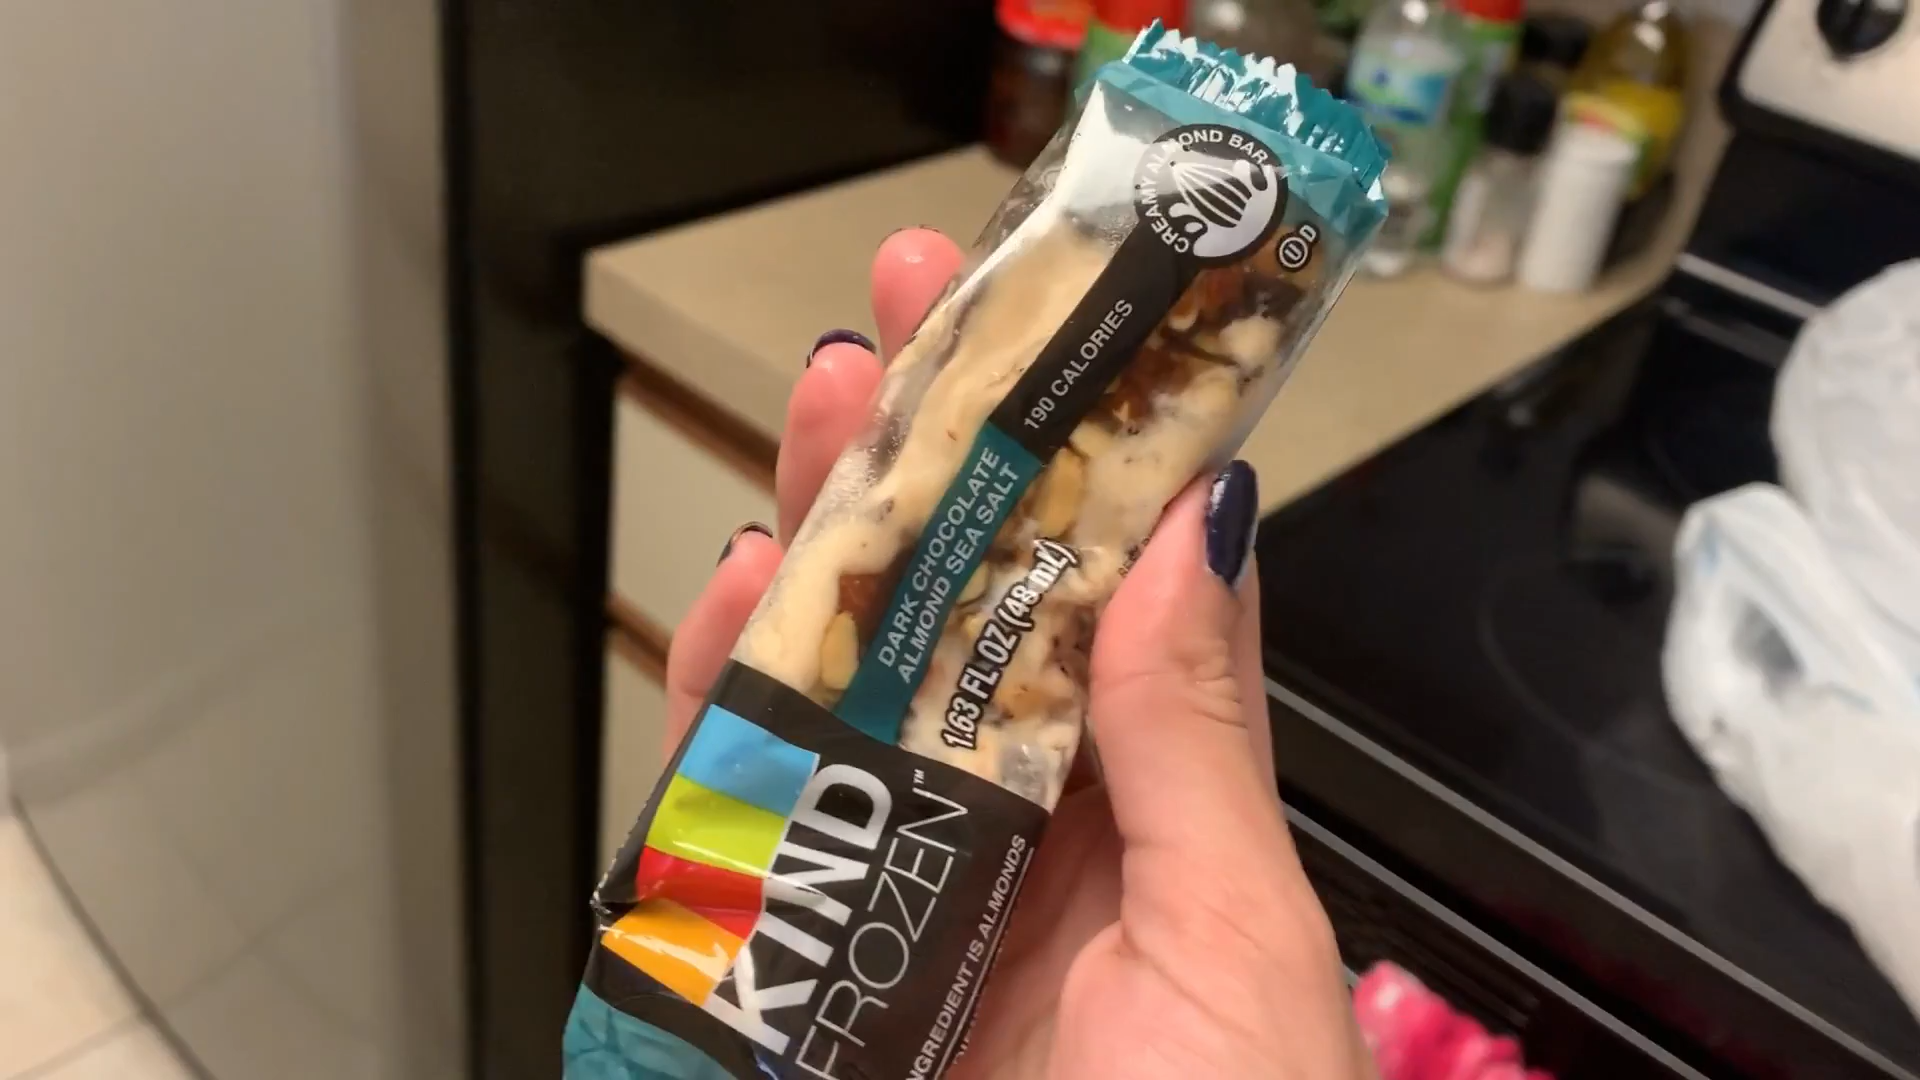 CREAMY ALMOND BAR
U D
190 CALORIES
DARK CHOCOLATE
ALMOND SEA SALT
1.63 FL OZ (48 mL)
KIND
FROZEN™
INGREDIENT IS ALMONDS